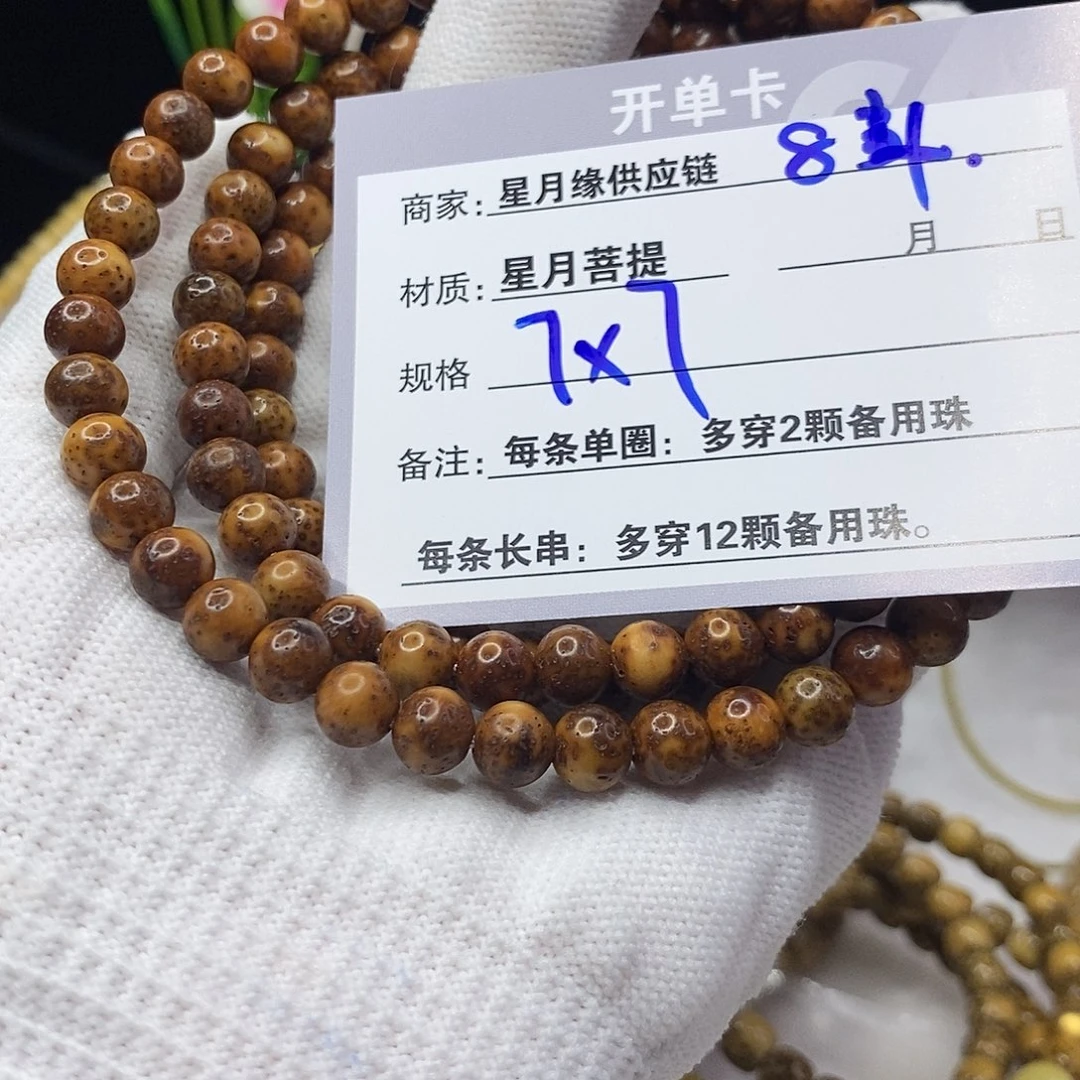 开单卡
商家：星月缘供应链 8
材质：星月菩提 月 日
规格 7x7
备注：每条单圈：多穿2颗备用珠
每条长串：多穿12颗备用珠。